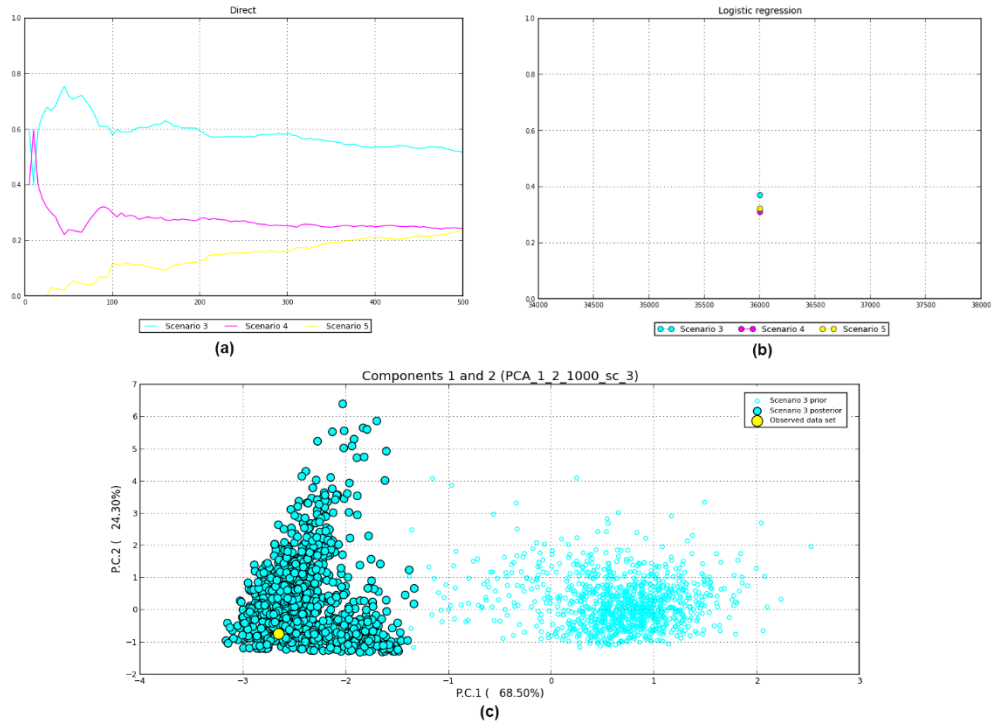 Direct
1.0
0.8
0.6
0.4
0.2
0.0
0 100 200 300 400 500
Scenario 3 Scenario 4 Scenario 5
(a)
Logistic regression
1.0
0.8
0.6
0.4
0.2
0.0
34000 34500 35000 35500 36000 36500 37000 37500 38000
Scenario 3 Scenario 4 Scenario 5
(b)
Components 1 and 2 (PCA_1_2_1000_sc_3)
Scenario 3 prior
Scenario 3 posterior
Observed data set
P.C.2 ( 24.30%)
7
6
5
4
3
2
1
0
−1
−2
−4 −3 −2 −1 0 1 2 3
P.C.1 ( 68.50%)
(c)